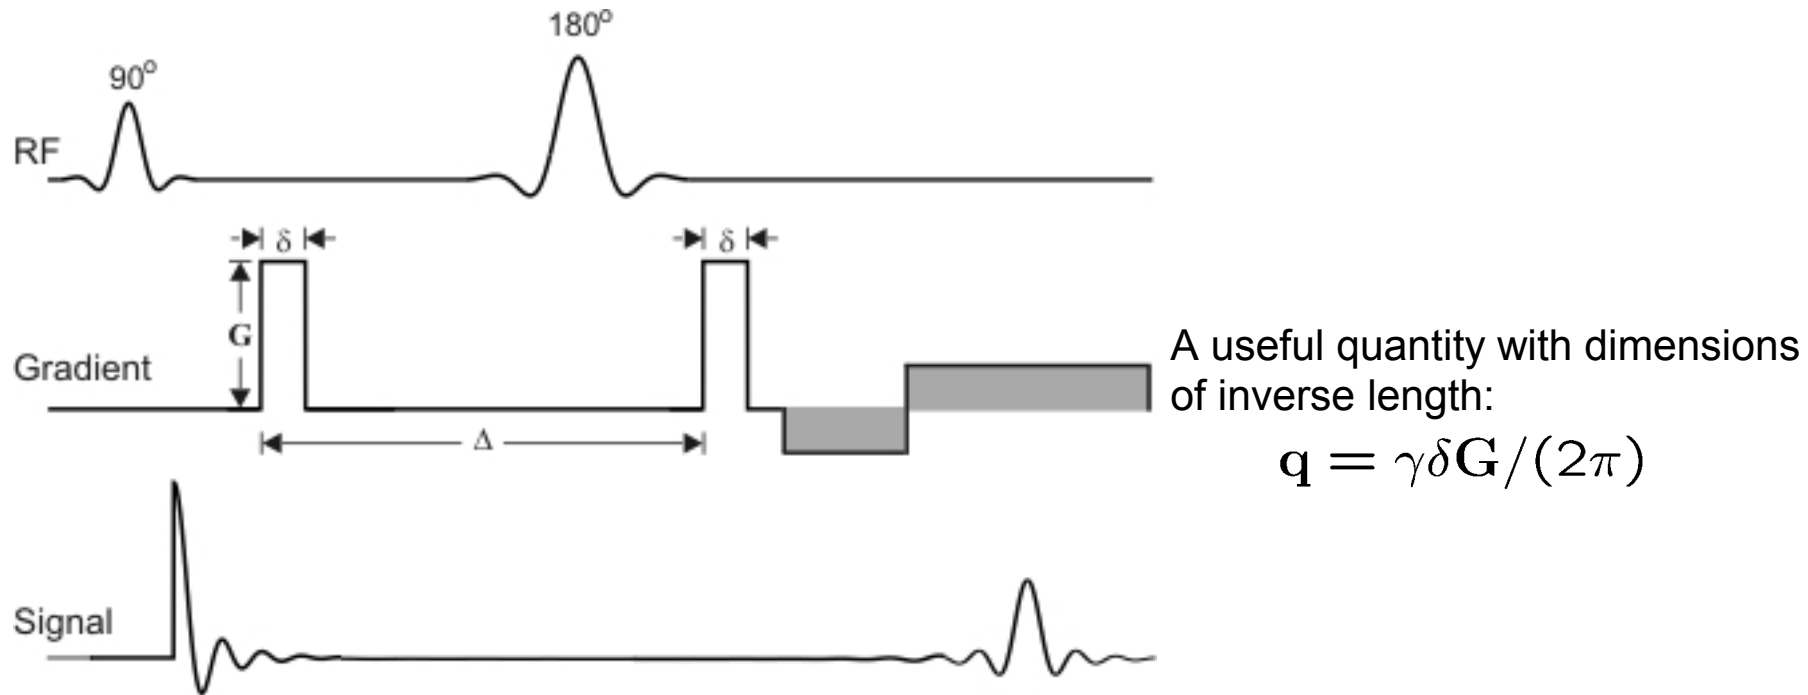 180°
90°
RF
δ
δ
G
Gradient
Δ
A useful quantity with dimensions
of inverse length:
q = γδG/(2π)
Signal